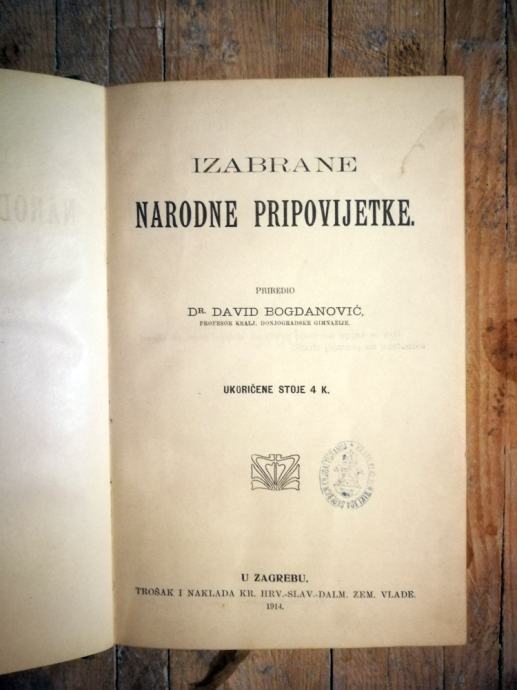 IZABRANE
NARODNE PRIPOVIJETKE.
PRIREDIO
DR. DAVID BOGDANOVIĆ,
PROFESOR KRALJ. DONJOGRADSKE GIMNAZIJE.
UKORIČENE STOJE 4 K.
U ZAGREBU.
TROŠAK I NAKLADA KR. HRV.-SLAV.-DALM. ZEM. VLADE.
1914.